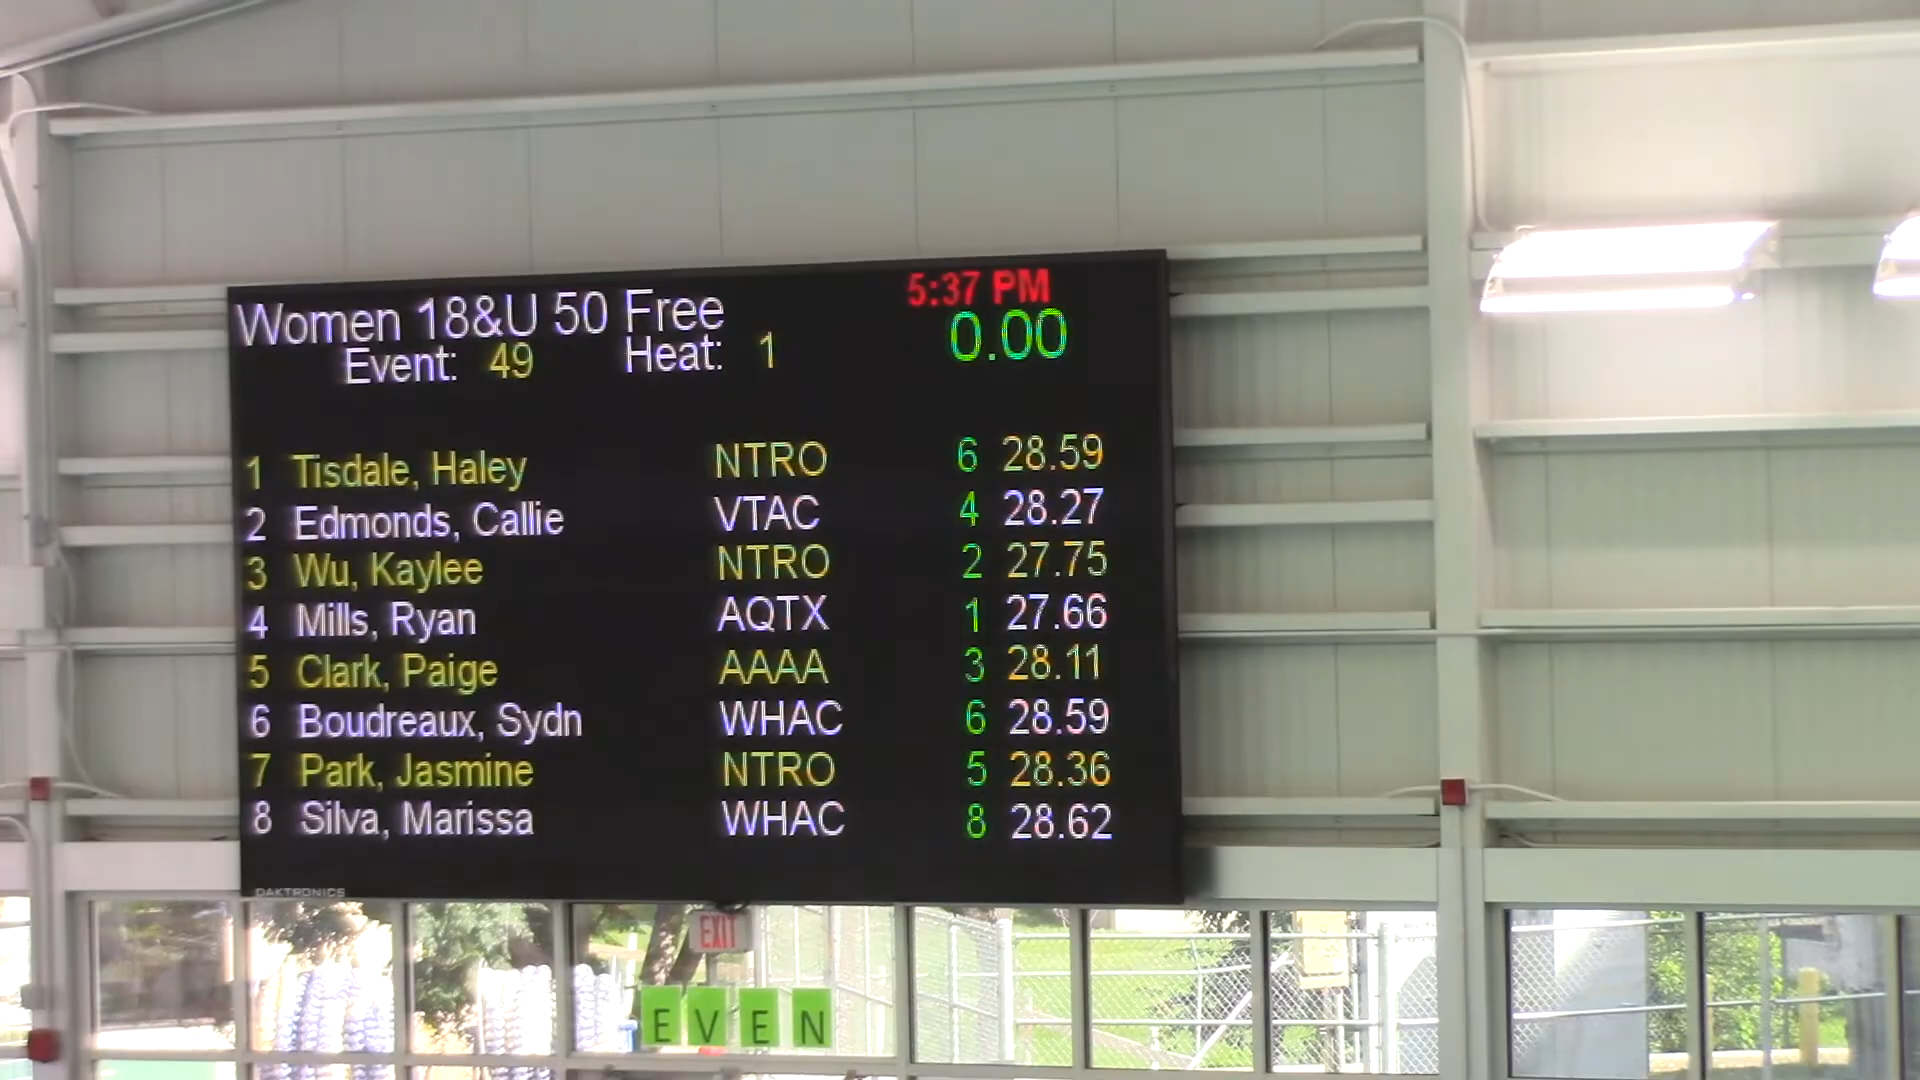 5:37 PM
Women 18&U 50 Free 0.00
Event: 49 Heat: 1
1 Tisdale, Haley NTRO 6 28.59
2 Edmonds, Callie VTAC 4 28.27
3 Wu, Kaylee NTRO 2 27.75
4 Mills, Ryan AQTX 1 27.66
5 Clark, Paige AAAA 3 28.11
6 Boudreaux, Sydn WHAC 6 28.59
7 Park, Jasmine NTRO 5 28.36
8 Silva, Marissa WHAC 8 28.62
DAKTRONICS
EXIT
EVEN